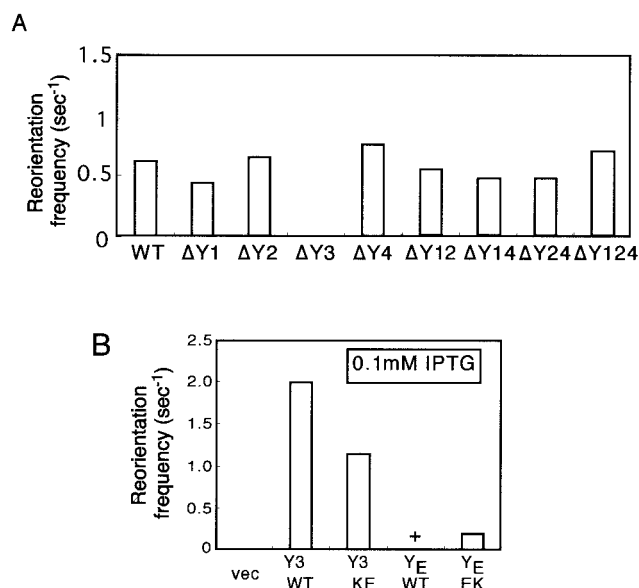 A
Reorientation
frequency (sec-1)
1.5
1
0.5
0
WT ΔY1 ΔY2 ΔY3 ΔY4 ΔY12 ΔY14 ΔY24 ΔY124
B
Reorientation
frequency (sec-1)
2.5
2.0
1.5
1.0
0.5
0
0.1mM IPTG
+
vec Y3 Y3 YE YE
WT KE WT EK